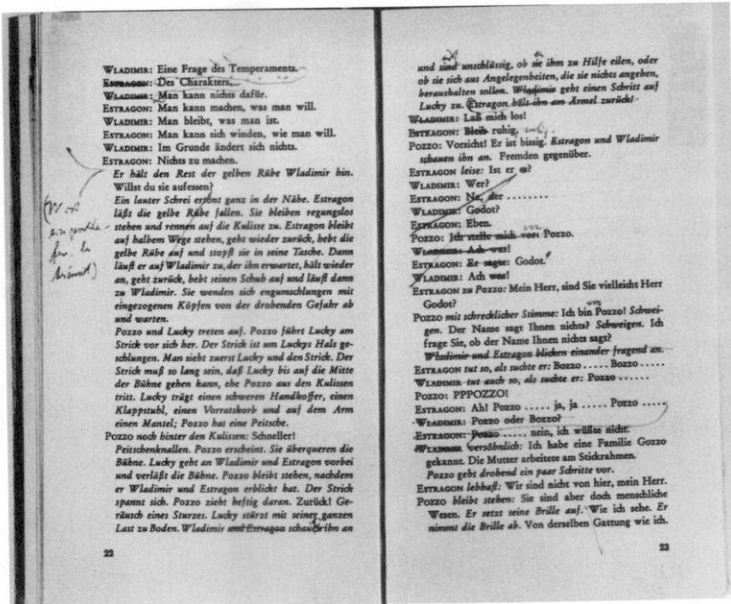 WLADIMIR: Eine Frage des Temperaments.
ESTRAGON: Des Charakters.
WLADIMIR: Man kann nichts dafür.
ESTRAGON: Man kann machen, was man will.
WLADIMIR: Man bleibt, was man ist.
ESTRAGON: Man kann sich winden, wie man will.
WLADIMIR: Im Grunde ändert sich nichts.
ESTRAGON: Nichts zu machen.
Er hält den Rest der gelben Rübe Wladimir hin.
Willst du sie aufessen?
Ein lauter Schrei ertönt ganz in der Nähe. Estragon
läßt die gelbe Rübe fallen. Sie bleiben regungslos
stehen und rennen auf die Kulisse zu. Estragon bleibt
auf halbem Wege stehen, geht wieder zurück, hebt die
gelbe Rübe auf und stopft sie in seine Tasche. Dann
läuft er auf Wladimir zu, der ihn erwartet, hält wieder
an, geht zurück, hebt seinen Schuh auf und läuft dann
zu Wladimir. Sie wenden sich engumschlungen mit
eingezogenen Köpfen von der drohenden Gefahr ab
und warten.
Pozzo und Lucky treten auf. Pozzo führt Lucky am
Strick vor sich her. Der Strick ist um Luckys Hals ge-
schlungen. Man sieht zuerst Lucky und den Strick. Der
Strick muß so lang sein, daß Lucky bis auf die Mitte
der Bühne gehen kann, ehe Pozzo aus den Kulissen
tritt. Lucky trägt einen schweren Handkoffer, einen
Klappstuhl, einen Vorratskorb und auf dem Arm
einen Mantel; Pozzo hat eine Peitsche.
POZZO noch hinter den Kulissen: Schneller!
Peitschenknallen. Pozzo erscheint. Sie überqueren die
Bühne. Lucky geht an Wladimir und Estragon vorbei
und verläßt die Bühne. Pozzo bleibt stehen, nachdem
er Wladimir und Estragon erblickt hat. Der Strick
spannt sich. Pozzo zieht heftig daran. Zurück! Ge-
räusch eines Sturzes. Lucky stürzt mit seiner ganzen
Last zu Boden. Wladimir und Estragon schauen ihn an
22
und sind unschlüssig, ob sie ihm zu Hilfe eilen, oder
ob sie sich aus Angelegenheiten, die sie nichts angehen,
heraushalten sollen. Wladimir geht einen Schritt auf
Lucky zu. Estragon hält ihn am Ärmel zurück!
WLADIMIR: Laß mich los!
ESTRAGON: Bleib ruhig.
POZZO: Vorsicht! Er ist bissig. Estragon und Wladimir
schauen ihn an. Fremden gegenüber.
ESTRAGON leise: Ist er es?
WLADIMIR: Wer?
ESTRAGON: Na, der .........
WLADIMIR: Godot?
ESTRAGON: Eben.
POZZO: Ich stelle mich vor: Pozzo.
WLADIMIR: Ach was!
ESTRAGON: Er sagte: Godot.
WLADIMIR: Ach was!
ESTRAGON zu Pozzo: Mein Herr, sind Sie vielleicht Herr
Godot?
POZZO mit schrecklicher Stimme: Ich bin Pozzo! Schwei-
gen. Der Name sagt Ihnen nichts? Schweigen. Ich
frage Sie, ob der Name Ihnen nichts sagt?
Wladimir und Estragon blicken einander fragend an.
ESTRAGON tut so, als suchte er: Bozzo ..... Bozzo .....
WLADIMIR tut auch so, als suchte er: Pozzo ......
POZZO: PPPOZZO!
ESTRAGON: Ah! Pozzo ..... ja, ja ..... Pozzo .....
WLADIMIR: Pozzo oder Bozzo?
ESTRAGON: Pozzo ..... nein, ich wüßte nicht.
WLADIMIR versöhnlich: Ich habe eine Familie Gozzo
gekannt. Die Mutter arbeitete am Stickrahmen.
Pozzo geht drohend ein paar Schritte vor.
ESTRAGON lebhaft: Wir sind nicht von hier, mein Herr.
POZZO bleibt stehen: Sie sind aber doch menschliche
Wesen. Er setzt seine Brille auf. Wie ich sehe. Er
nimmt die Brille ab. Von derselben Gattung wie ich.
23